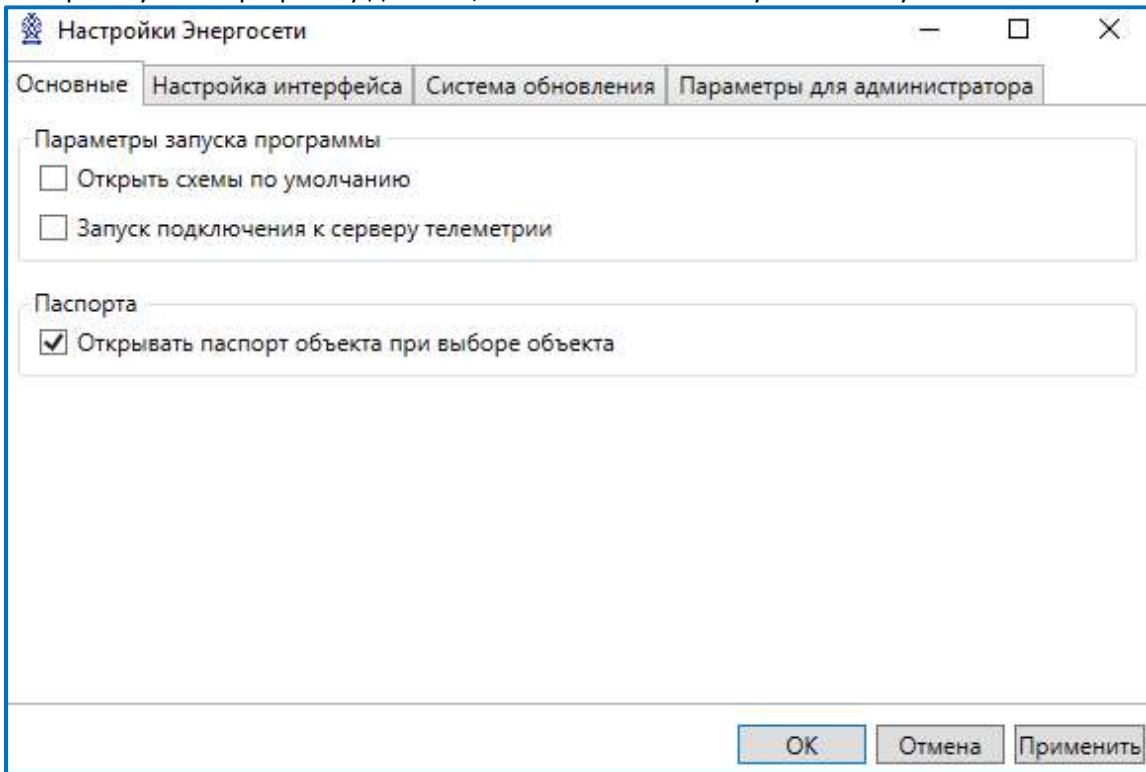 Настройки Энергосети
Основные Настройка интерфейса Система обновления Параметры для администратора
Параметры запуска программы
Открыть схемы по умолчанию
Запуск подключения к серверу телеметрии
Паспорта
Открывать паспорт объекта при выборе объекта
ОК Отмена Применить